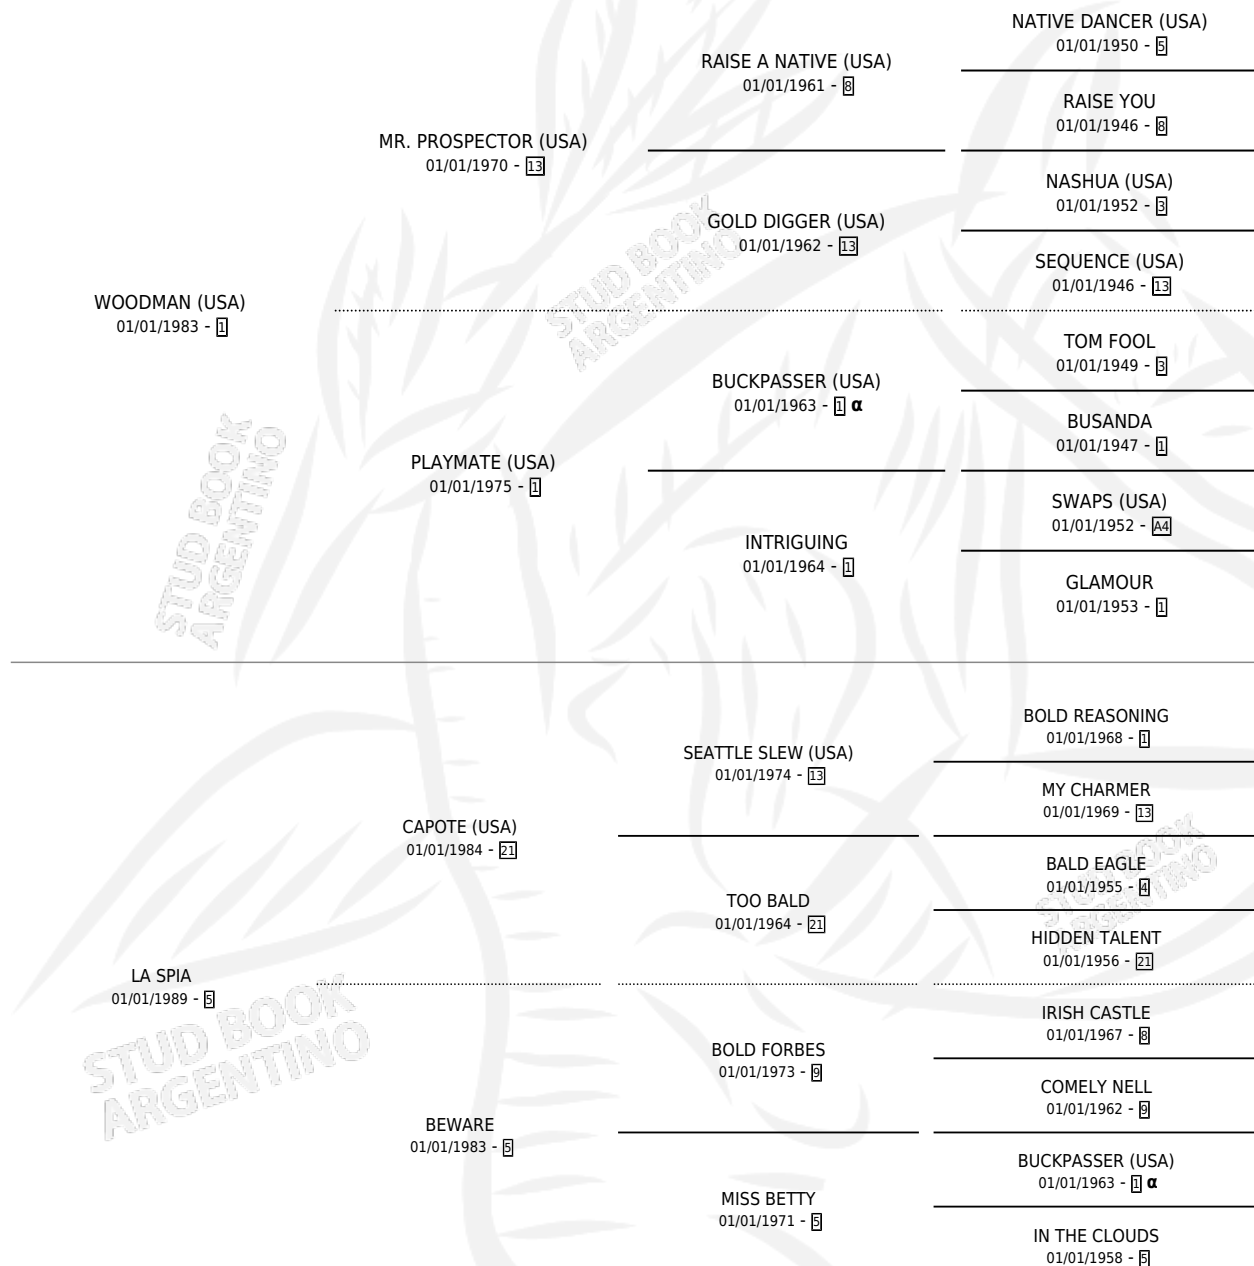 NATIVE DANCER (USA)
01/01/1950 - 5
RAISE A NATIVE (USA)
01/01/1961 - 8
RAISE YOU
01/01/1946 - 8
MR. PROSPECTOR (USA)
01/01/1970 - 13
NASHUA (USA)
01/01/1952 - 3
GOLD DIGGER (USA)
01/01/1962 - 13
SEQUENCE (USA)
01/01/1946 - 13
WOODMAN (USA)
01/01/1983 - 1
TOM FOOL
01/01/1949 - 3
BUCKPASSER (USA)
01/01/1963 - 1 α
BUSANDA
01/01/1947 - 1
PLAYMATE (USA)
01/01/1975 - 1
SWAPS (USA)
01/01/1952 - A4
INTRIGUING
01/01/1964 - 1
GLAMOUR
01/01/1953 - 1
BOLD REASONING
01/01/1968 - 1
SEATTLE SLEW (USA)
01/01/1974 - 13
MY CHARMER
01/01/1969 - 13
CAPOTE (USA)
01/01/1984 - 21
BALD EAGLE
01/01/1955 - 4
TOO BALD
01/01/1964 - 21
HIDDEN TALENT
01/01/1956 - 21
LA SPIA
01/01/1989 - 5
IRISH CASTLE
01/01/1967 - 8
BOLD FORBES
01/01/1973 - 9
COMELY NELL
01/01/1962 - 9
BEWARE
01/01/1983 - 5
BUCKPASSER (USA)
01/01/1963 - 1 α
MISS BETTY
01/01/1971 - 5
IN THE CLOUDS
01/01/1958 - 5
STUD BOOK
ARGENTINO
STUD BOOK
ARGENTINO
STUD BOOK
ARGENTINO
STUD BOOK
ARGENTINO